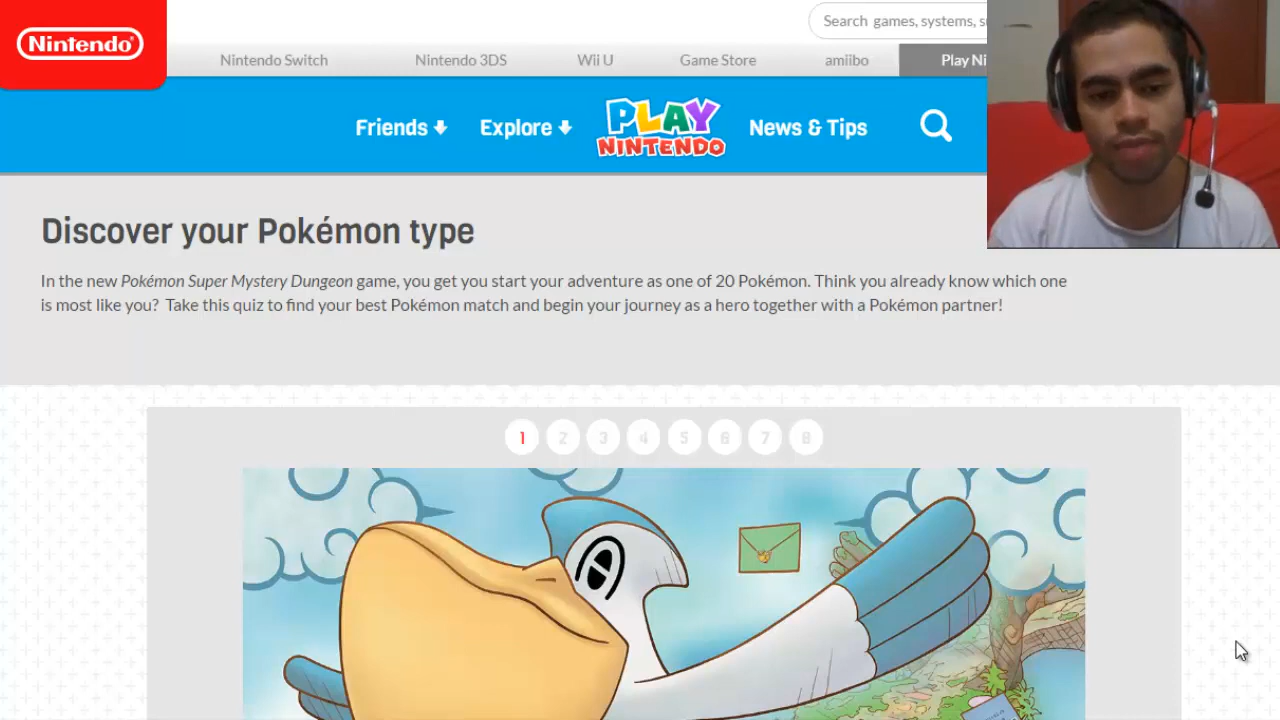 Nintendo
Search games, systems, s
Nintendo Switch Nintendo 3DS Wii U Game Store amiibo Play Ni
Friends Explore PLAY NINTENDO News & Tips
Discover your Pokémon type
In the new Pokémon Super Mystery Dungeon game, you get you start your adventure as one of 20 Pokémon. Think you already know which one
is most like you? Take this quiz to find your best Pokémon match and begin your journey as a hero together with a Pokémon partner!
1 2 3 4 5 6 7 8